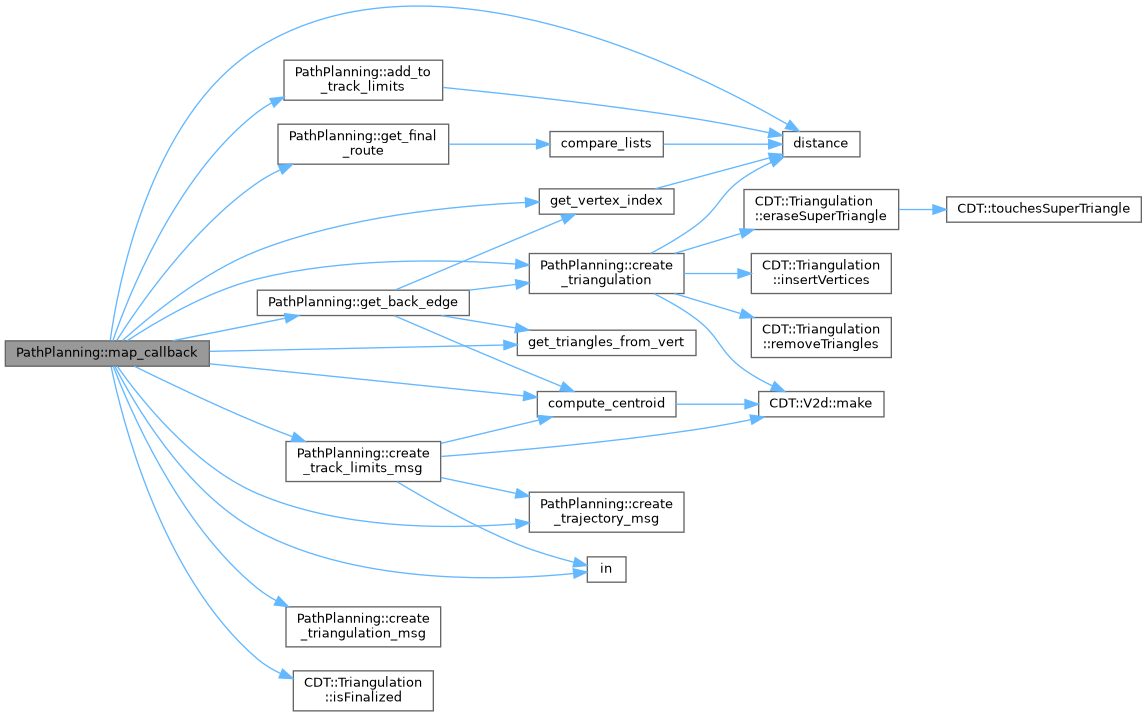 PathPlanning::map_callback
PathPlanning::add_to
_track_limits
PathPlanning::get_final
_route
compare_lists
distance
get_vertex_index
CDT::Triangulation
::eraseSuperTriangle
CDT::touchesSuperTriangle
PathPlanning::create
_triangulation
CDT::Triangulation
::insertVertices
PathPlanning::get_back_edge
CDT::Triangulation
::removeTriangles
get_triangles_from_vert
compute_centroid
CDT::V2d::make
PathPlanning::create
_track_limits_msg
PathPlanning::create
_trajectory_msg
in
PathPlanning::create
_triangulation_msg
CDT::Triangulation
::isFinalized